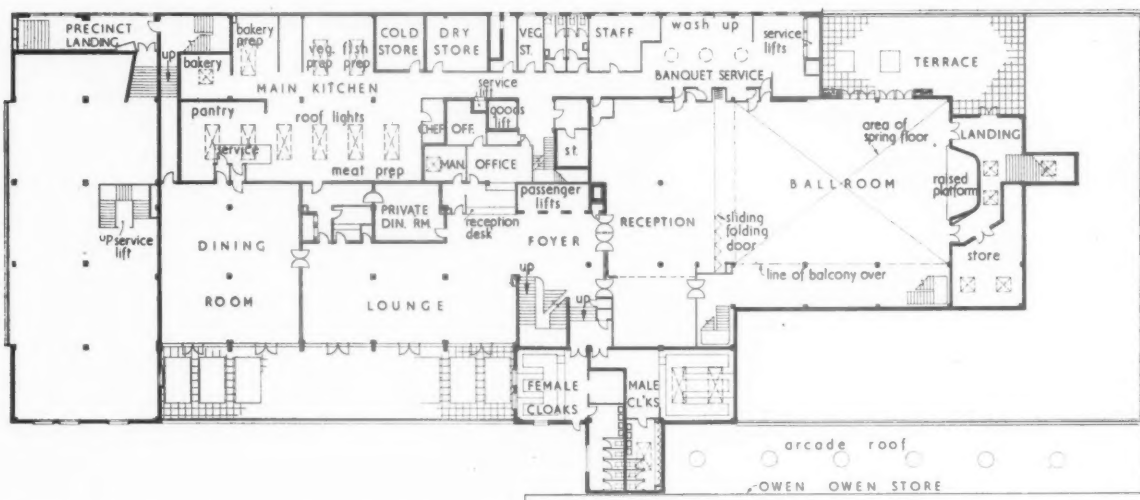 PRECINCT
LANDING
up
bakery
bakery
prep
veg. fish
prep prep
COLD
STORE
DRY
STORE
VEG
ST.
STAFF
wash up
service
lifts
TERRACE
BANQUET SERVICE
MAIN KITCHEN
service
lift
goods
lift
pantry
roof lights
service
meat prep
CHEF
OFF.
MAN.
OFFICE
st.
passenger
lifts
area of
spring floor
LANDING
BALL-ROOM
raised
platform
up
service
lift
DINING
ROOM
PRIVATE
DIN. RM.
reception
desk
FOYER
RECEPTION
sliding
folding
door
store
line of balcony over
LOUNGE
up
up
FEMALE
CLOAKS
MALE
CL'KS
arcade roof
OWEN OWEN STORE